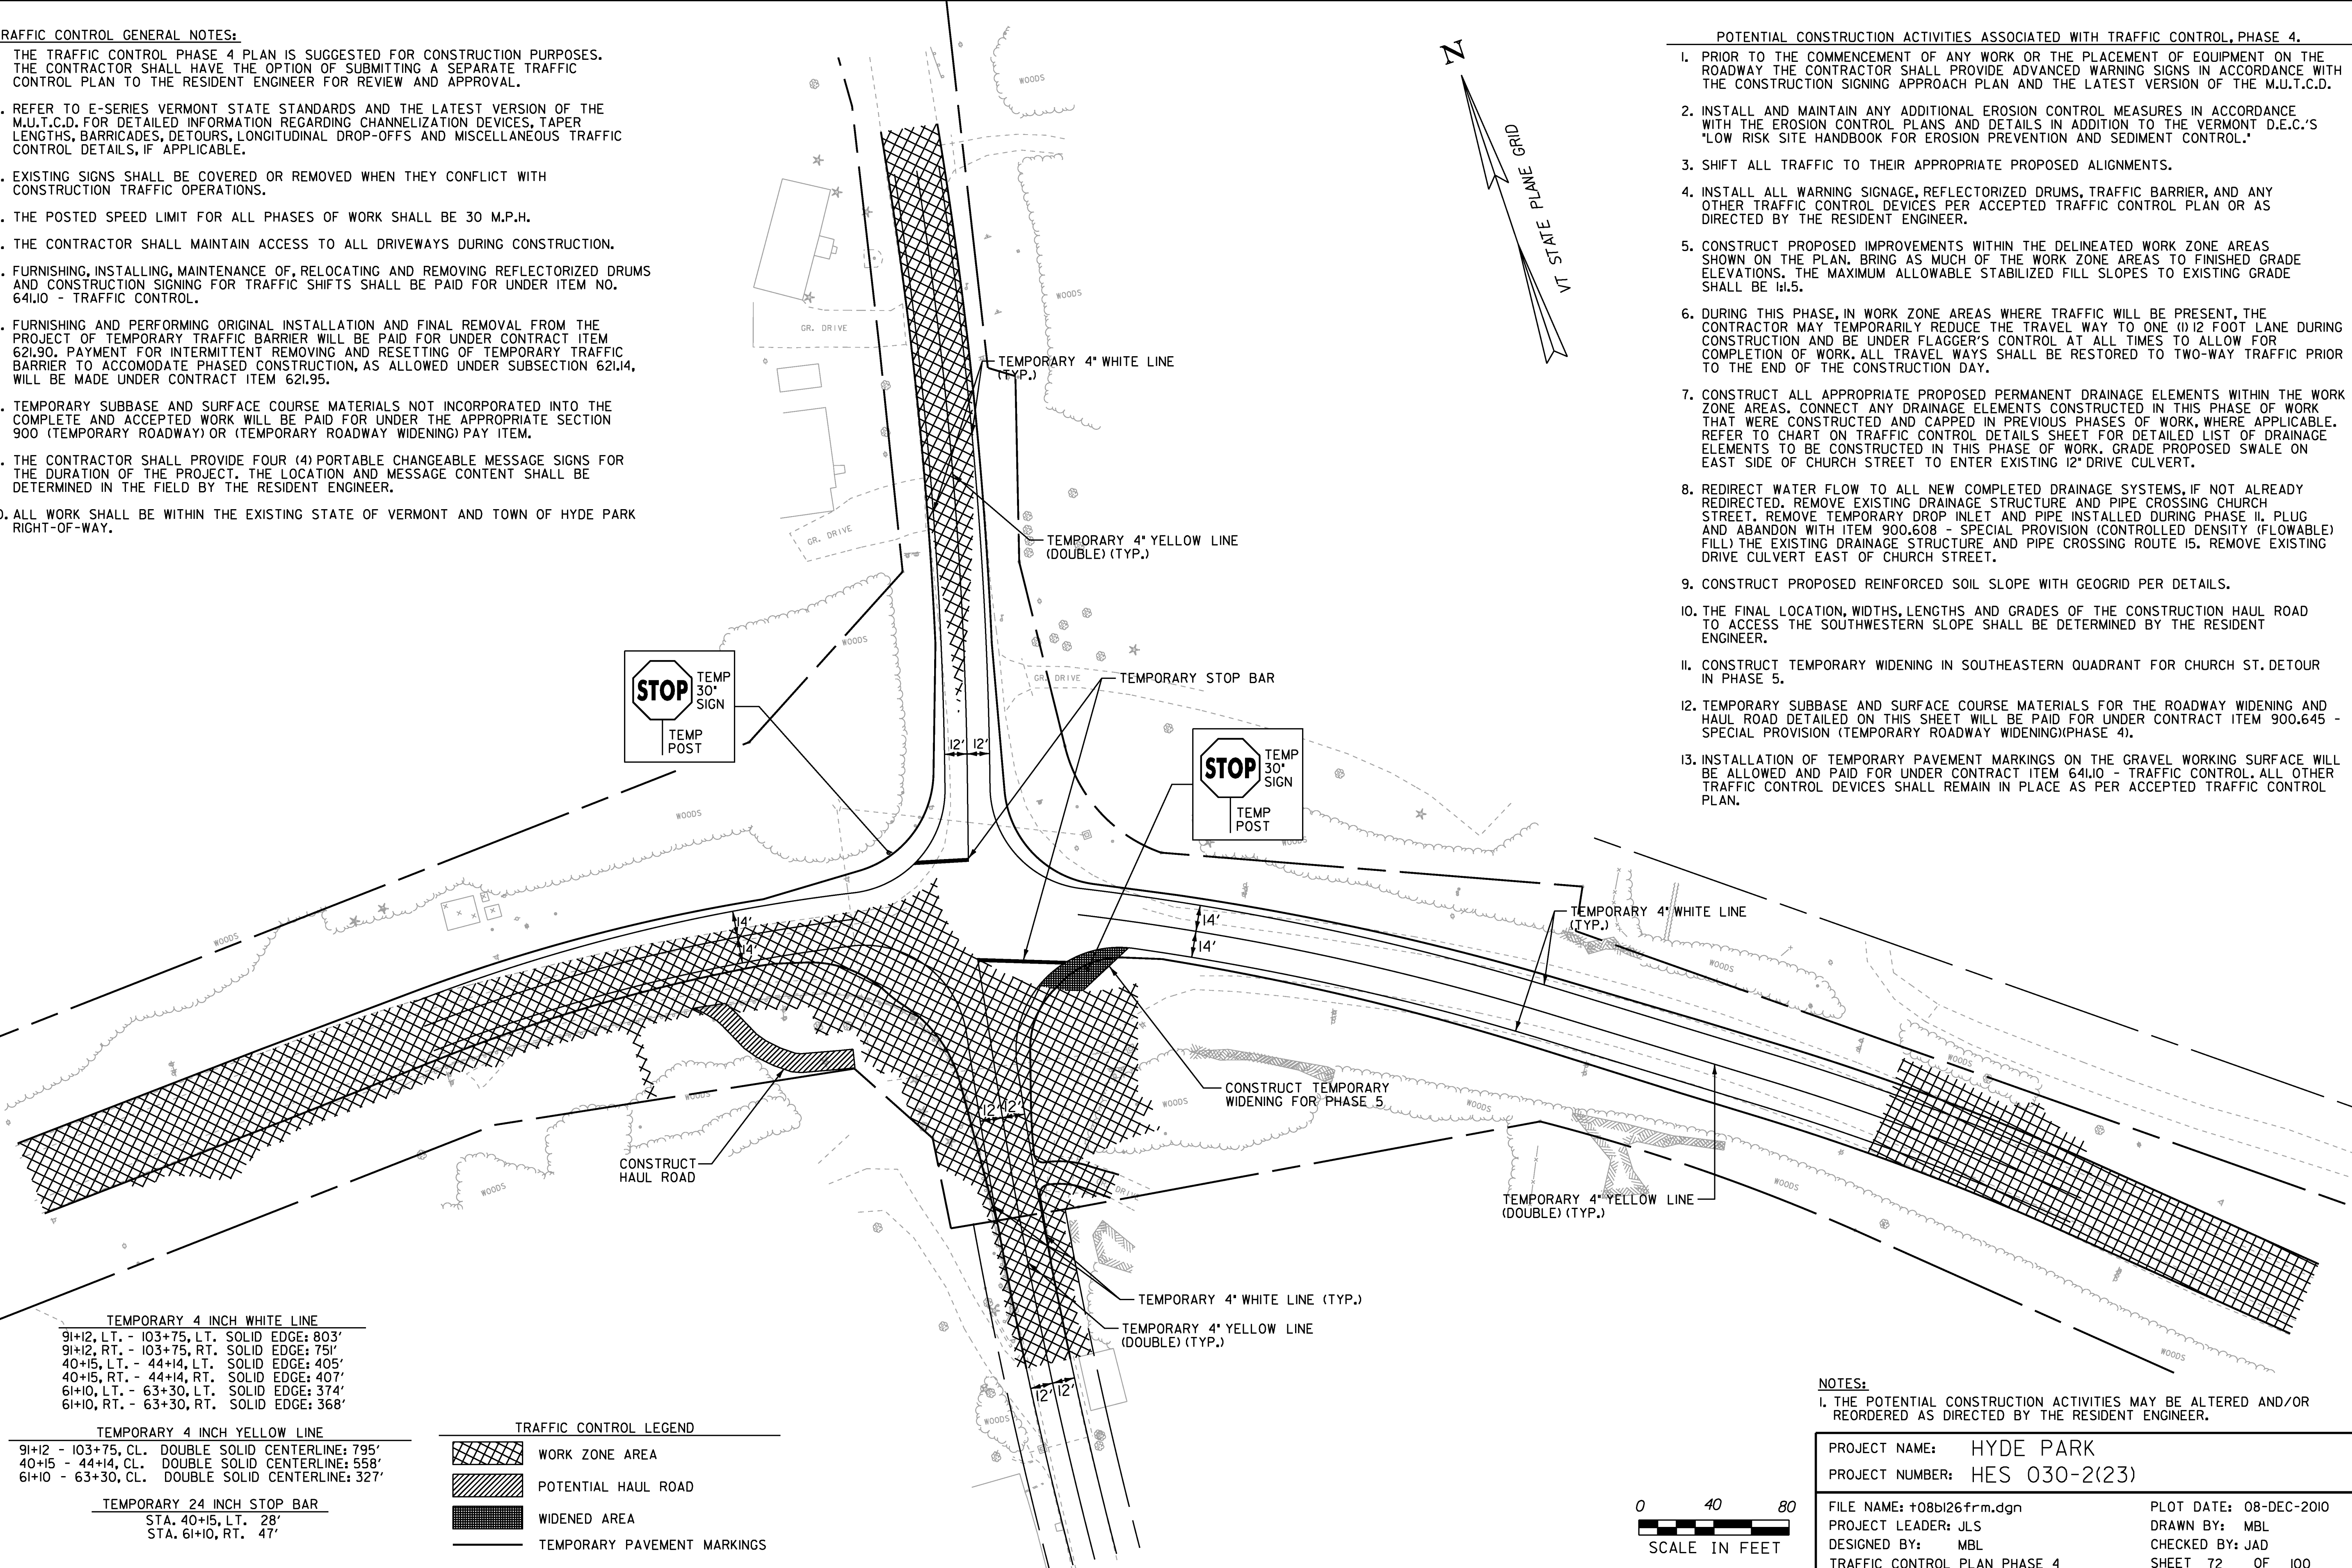 RAFFIC CONTROL GENERAL NOTES:
THE TRAFFIC CONTROL PHASE 4 PLAN IS SUGGESTED FOR CONSTRUCTION PURPOSES.
THE CONTRACTOR SHALL HAVE THE OPTION OF SUBMITTING A SEPARATE TRAFFIC
CONTROL PLAN TO THE RESIDENT ENGINEER FOR REVIEW AND APPROVAL.
. REFER TO E-SERIES VERMONT STATE STANDARDS AND THE LATEST VERSION OF THE
M.U.T.C.D. FOR DETAILED INFORMATION REGARDING CHANNELIZATION DEVICES, TAPER
LENGTHS, BARRICADES, DETOURS, LONGITUDINAL DROP-OFFS AND MISCELLANEOUS TRAFFIC
CONTROL DETAILS, IF APPLICABLE.
. EXISTING SIGNS SHALL BE COVERED OR REMOVED WHEN THEY CONFLICT WITH
CONSTRUCTION TRAFFIC OPERATIONS.
. THE POSTED SPEED LIMIT FOR ALL PHASES OF WORK SHALL BE 30 M.P.H.
. THE CONTRACTOR SHALL MAINTAIN ACCESS TO ALL DRIVEWAYS DURING CONSTRUCTION.
. FURNISHING, INSTALLING, MAINTENANCE OF, RELOCATING AND REMOVING REFLECTORIZED DRUMS
AND CONSTRUCTION SIGNING FOR TRAFFIC SHIFTS SHALL BE PAID FOR UNDER ITEM NO.
641.10 - TRAFFIC CONTROL.
. FURNISHING AND PERFORMING ORIGINAL INSTALLATION AND FINAL REMOVAL FROM THE
PROJECT OF TEMPORARY TRAFFIC BARRIER WILL BE PAID FOR UNDER CONTRACT ITEM
621.90. PAYMENT FOR INTERMITTENT REMOVING AND RESETTING OF TEMPORARY TRAFFIC
BARRIER TO ACCOMODATE PHASED CONSTRUCTION, AS ALLOWED UNDER SUBSECTION 621.14,
WILL BE MADE UNDER CONTRACT ITEM 621.95.
. TEMPORARY SUBBASE AND SURFACE COURSE MATERIALS NOT INCORPORATED INTO THE
COMPLETE AND ACCEPTED WORK WILL BE PAID FOR UNDER THE APPROPRIATE SECTION
900 (TEMPORARY ROADWAY) OR (TEMPORARY ROADWAY WIDENING) PAY ITEM.
. THE CONTRACTOR SHALL PROVIDE FOUR (4) PORTABLE CHANGEABLE MESSAGE SIGNS FOR
THE DURATION OF THE PROJECT. THE LOCATION AND MESSAGE CONTENT SHALL BE
DETERMINED IN THE FIELD BY THE RESIDENT ENGINEER.
0. ALL WORK SHALL BE WITHIN THE EXISTING STATE OF VERMONT AND TOWN OF HYDE PARK
RIGHT-OF-WAY.
POTENTIAL CONSTRUCTION ACTIVITIES ASSOCIATED WITH TRAFFIC CONTROL, PHASE 4.
1. PRIOR TO THE COMMENCEMENT OF ANY WORK OR THE PLACEMENT OF EQUIPMENT ON THE
ROADWAY THE CONTRACTOR SHALL PROVIDE ADVANCED WARNING SIGNS IN ACCORDANCE WITH
THE CONSTRUCTION SIGNING APPROACH PLAN AND THE LATEST VERSION OF THE M.U.T.C.D.
2. INSTALL AND MAINTAIN ANY ADDITIONAL EROSION CONTROL MEASURES IN ACCORDANCE
WITH THE EROSION CONTROL PLANS AND DETAILS IN ADDITION TO THE VERMONT D.E.C.'S
"LOW RISK SITE HANDBOOK FOR EROSION PREVENTION AND SEDIMENT CONTROL."
3. SHIFT ALL TRAFFIC TO THEIR APPROPRIATE PROPOSED ALIGNMENTS.
4. INSTALL ALL WARNING SIGNAGE, REFLECTORIZED DRUMS, TRAFFIC BARRIER, AND ANY
OTHER TRAFFIC CONTROL DEVICES PER ACCEPTED TRAFFIC CONTROL PLAN OR AS
DIRECTED BY THE RESIDENT ENGINEER.
5. CONSTRUCT PROPOSED IMPROVEMENTS WITHIN THE DELINEATED WORK ZONE AREAS
SHOWN ON THE PLAN. BRING AS MUCH OF THE WORK ZONE AREAS TO FINISHED GRADE
ELEVATIONS. THE MAXIMUM ALLOWABLE STABILIZED FILL SLOPES TO EXISTING GRADE
SHALL BE 1:1.5.
6. DURING THIS PHASE, IN WORK ZONE AREAS WHERE TRAFFIC WILL BE PRESENT, THE
CONTRACTOR MAY TEMPORARILY REDUCE THE TRAVEL WAY TO ONE (1) 12 FOOT LANE DURING
CONSTRUCTION AND BE UNDER FLAGGER'S CONTROL AT ALL TIMES TO ALLOW FOR
COMPLETION OF WORK. ALL TRAVEL WAYS SHALL BE RESTORED TO TWO-WAY TRAFFIC PRIOR
TO THE END OF THE CONSTRUCTION DAY.
7. CONSTRUCT ALL APPROPRIATE PROPOSED PERMANENT DRAINAGE ELEMENTS WITHIN THE WORK
ZONE AREAS. CONNECT ANY DRAINAGE ELEMENTS CONSTRUCTED IN THIS PHASE OF WORK
THAT WERE CONSTRUCTED AND CAPPED IN PREVIOUS PHASES OF WORK, WHERE APPLICABLE.
REFER TO CHART ON TRAFFIC CONTROL DETAILS SHEET FOR DETAILED LIST OF DRAINAGE
ELEMENTS TO BE CONSTRUCTED IN THIS PHASE OF WORK. GRADE PROPOSED SWALE ON
EAST SIDE OF CHURCH STREET TO ENTER EXISTING 12" DRIVE CULVERT.
8. REDIRECT WATER FLOW TO ALL NEW COMPLETED DRAINAGE SYSTEMS, IF NOT ALREADY
REDIRECTED. REMOVE EXISTING DRAINAGE STRUCTURE AND PIPE CROSSING CHURCH
STREET. REMOVE TEMPORARY DROP INLET AND PIPE INSTALLED DURING PHASE II. PLUG
AND ABANDON WITH ITEM 900.608 - SPECIAL PROVISION (CONTROLLED DENSITY (FLOWABLE)
FILL) THE EXISTING DRAINAGE STRUCTURE AND PIPE CROSSING ROUTE 15. REMOVE EXISTING
DRIVE CULVERT EAST OF CHURCH STREET.
9. CONSTRUCT PROPOSED REINFORCED SOIL SLOPE WITH GEOGRID PER DETAILS.
10. THE FINAL LOCATION, WIDTHS, LENGTHS AND GRADES OF THE CONSTRUCTION HAUL ROAD
TO ACCESS THE SOUTHWESTERN SLOPE SHALL BE DETERMINED BY THE RESIDENT
ENGINEER.
11. CONSTRUCT TEMPORARY WIDENING IN SOUTHEASTERN QUADRANT FOR CHURCH ST. DETOUR
IN PHASE 5.
12. TEMPORARY SUBBASE AND SURFACE COURSE MATERIALS FOR THE ROADWAY WIDENING AND
HAUL ROAD DETAILED ON THIS SHEET WILL BE PAID FOR UNDER CONTRACT ITEM 900.645 -
SPECIAL PROVISION (TEMPORARY ROADWAY WIDENING)(PHASE 4).
13. INSTALLATION OF TEMPORARY PAVEMENT MARKINGS ON THE GRAVEL WORKING SURFACE WILL
BE ALLOWED AND PAID FOR UNDER CONTRACT ITEM 641.10 - TRAFFIC CONTROL. ALL OTHER
TRAFFIC CONTROL DEVICES SHALL REMAIN IN PLACE AS PER ACCEPTED TRAFFIC CONTROL
PLAN.
N
VT STATE PLANE GRID
WOODS
WOODS
GR. DRIVE
TEMPORARY 4" WHITE LINE
(TYP.)
GR. DRIVE
TEMPORARY 4" YELLOW LINE
(DOUBLE) (TYP.)
WOODS
STOP
TEMP
30"
SIGN
TEMP
POST
GR. DRIVE
TEMPORARY STOP BAR
12' 12'
STOP
TEMP
30"
SIGN
TEMP
POST
WOODS
WOODS
WOODS
14'
14'
14'
14'
TEMPORARY 4" WHITE LINE
(TYP.)
WOODS
WOODS
CONSTRUCT TEMPORARY
WIDENING FOR PHASE 5
WOODS
WOODS
WOODS
12' 12'
CONSTRUCT
HAUL ROAD
WOODS
DRIVE
WOODS
TEMPORARY 4" YELLOW LINE
(DOUBLE) (TYP.)
TEMPORARY 4" WHITE LINE (TYP.)
TEMPORARY 4" YELLOW LINE
(DOUBLE) (TYP.)
WOODS
12' 12'
WOODS
TEMPORARY 4 INCH WHITE LINE
91+12, LT. - 103+75, LT. SOLID EDGE: 803'
91+12, RT. - 103+75, RT. SOLID EDGE: 751'
40+15, LT. - 44+14, LT. SOLID EDGE: 405'
40+15, RT. - 44+14, RT. SOLID EDGE: 407'
61+10, LT. - 63+30, LT. SOLID EDGE: 374'
61+10, RT. - 63+30, RT. SOLID EDGE: 368'
TEMPORARY 4 INCH YELLOW LINE
91+12 - 103+75, CL. DOUBLE SOLID CENTERLINE: 795'
40+15 - 44+14, CL. DOUBLE SOLID CENTERLINE: 558'
61+10 - 63+30, CL. DOUBLE SOLID CENTERLINE: 327'
TEMPORARY 24 INCH STOP BAR
STA. 40+15, LT. 28'
STA. 61+10, RT. 47'
TRAFFIC CONTROL LEGEND
WORK ZONE AREA
POTENTIAL HAUL ROAD
WIDENED AREA
TEMPORARY PAVEMENT MARKINGS
0 40 80
SCALE IN FEET
NOTES:
1. THE POTENTIAL CONSTRUCTION ACTIVITIES MAY BE ALTERED AND/OR
REORDERED AS DIRECTED BY THE RESIDENT ENGINEER.
PROJECT NAME: HYDE PARK
PROJECT NUMBER: HES 030-2(23)
FILE NAME: t08b126frm.dgn PLOT DATE: 08-DEC-2010
PROJECT LEADER: JLS DRAWN BY: MBL
DESIGNED BY: MBL CHECKED BY: JAD
TRAFFIC CONTROL PLAN PHASE 4 SHEET 72 OF 100